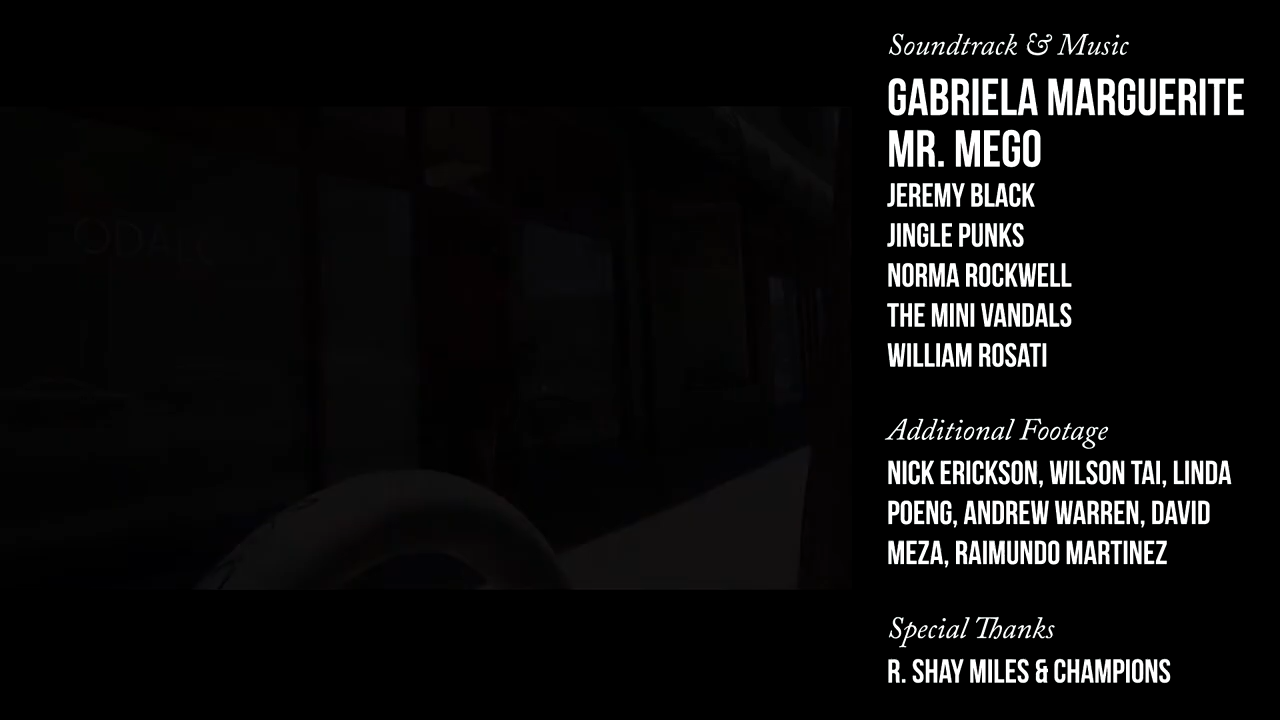 Soundtrack & Music
GABRIELA MARGUERITE
MR. MEGO
JEREMY BLACK
JINGLE PUNKS
NORMA ROCKWELL
THE MINI VANDALS
WILLIAM ROSATI
Additional Footage
NICK ERICKSON, WILSON TAI, LINDA
POENG, ANDREW WARREN, DAVID
MEZA, RAIMUNDO MARTINEZ
Special Thanks
R. SHAY MILES & CHAMPIONS